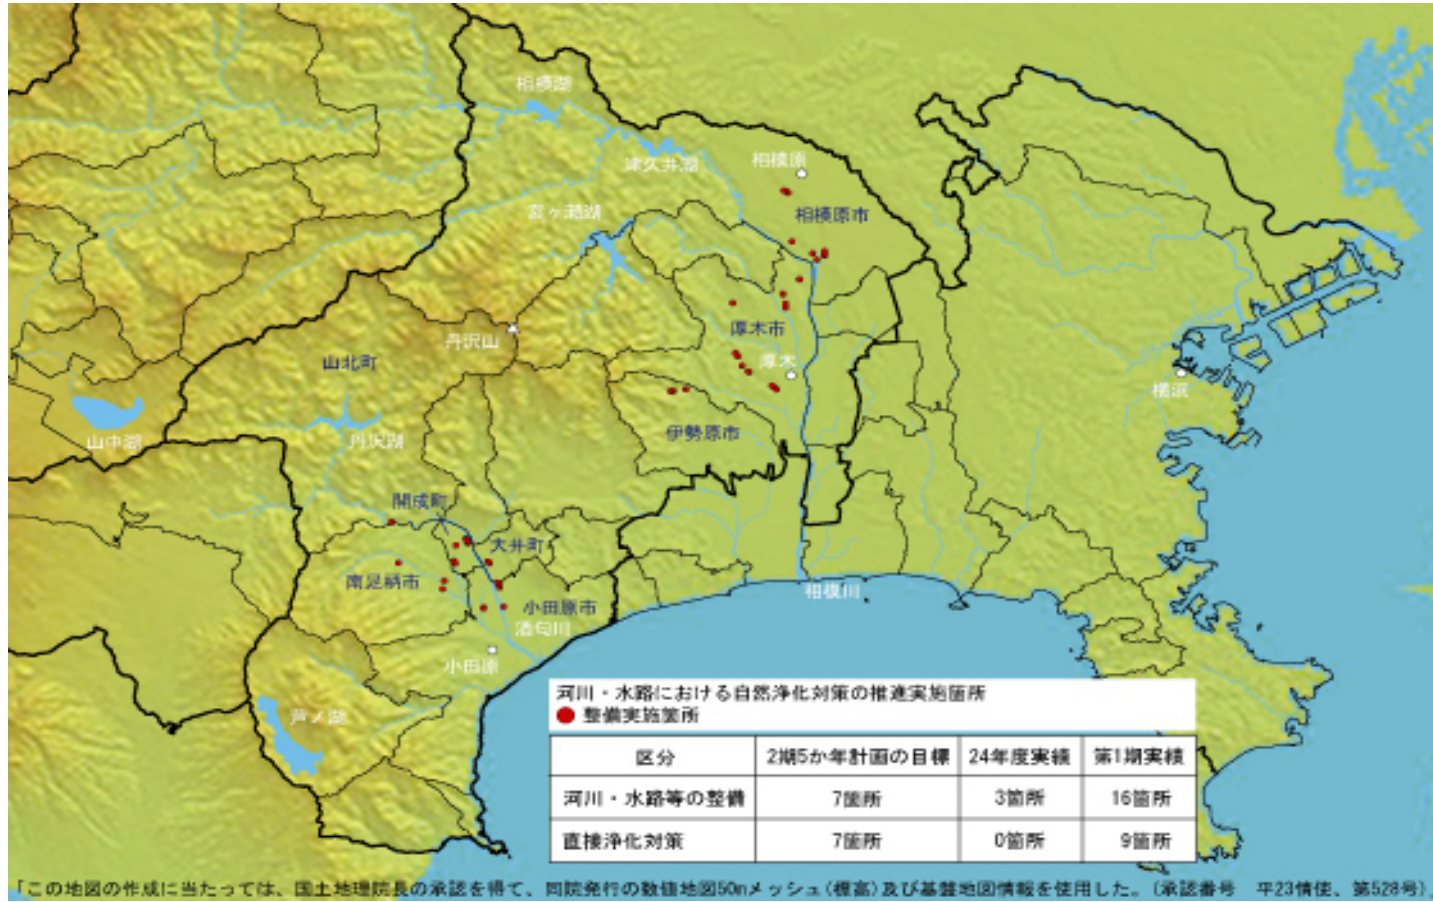 相模湖
津久井湖
相模原
宮ヶ瀬湖
相模原市
丹沢山
厚木市
山北町
厚木
横浜
山中湖
丹沢湖
伊勢原市
開成町
大井町
南足柄市
相模川
小田原市
酒匂川
小田原
芦ノ湖
河川・水路における自然浄化対策の推進実施箇所
● 整備実施箇所
区分 2期5か年計画の目標 24年度実績 第1期実績
河川・水路等の整備 7箇所 3箇所 16箇所
直接浄化対策 7箇所 0箇所 9箇所
「この地図の作成に当たっては、国土地理院長の承認を得て、同院発行の数値地図50mメッシュ(標高)及び基盤地図情報を使用した。(承認番号 平23情使、第528号)」